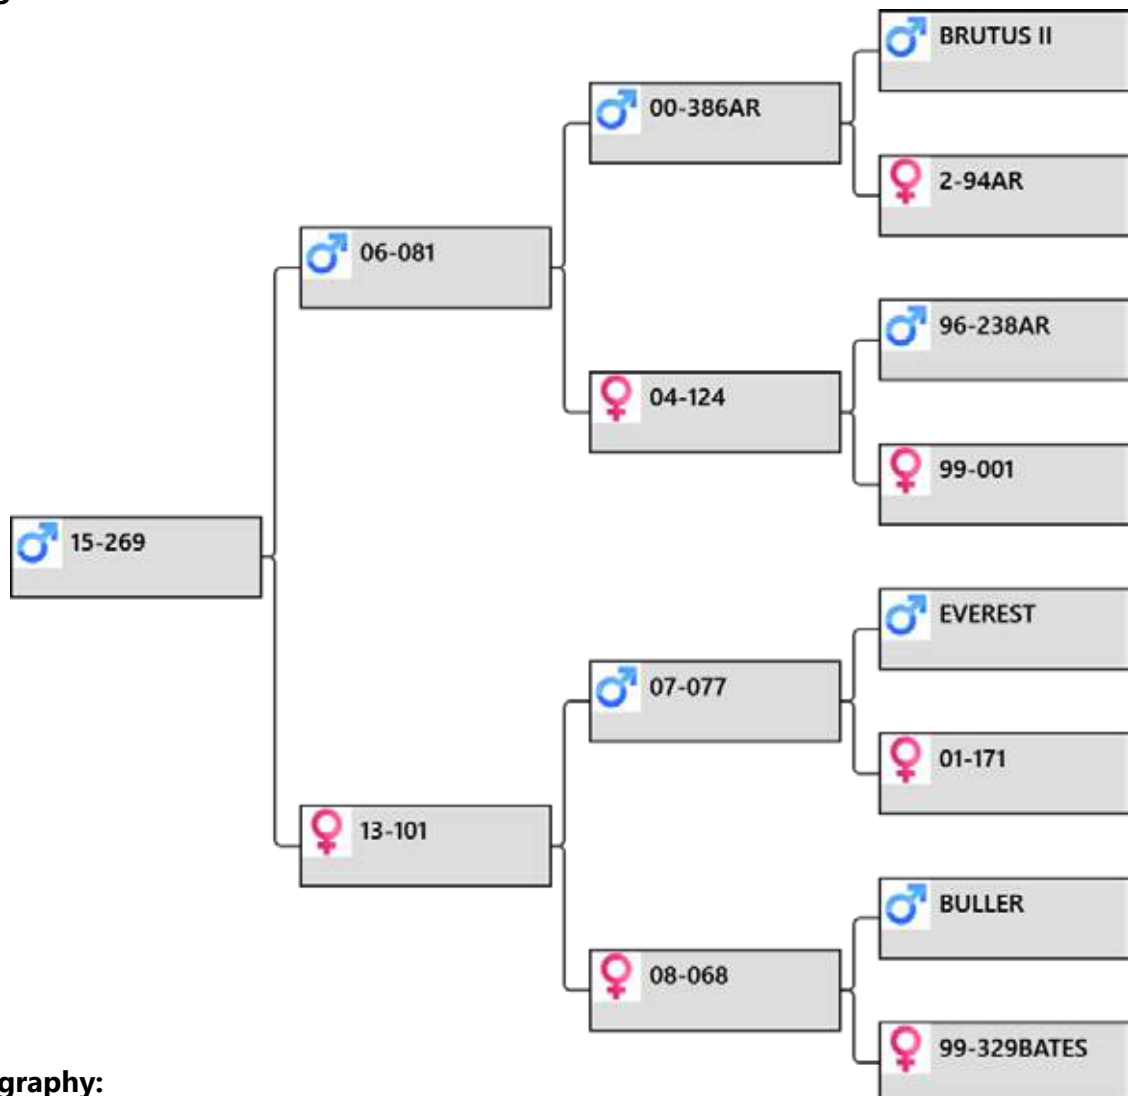 BRUTUS II
00-386AR
2-94AR
06-081
96-238AR
04-124
99-001
15-269
EVEREST
07-077
01-171
13-101
BULLER
08-068
99-329BATES
graphy: